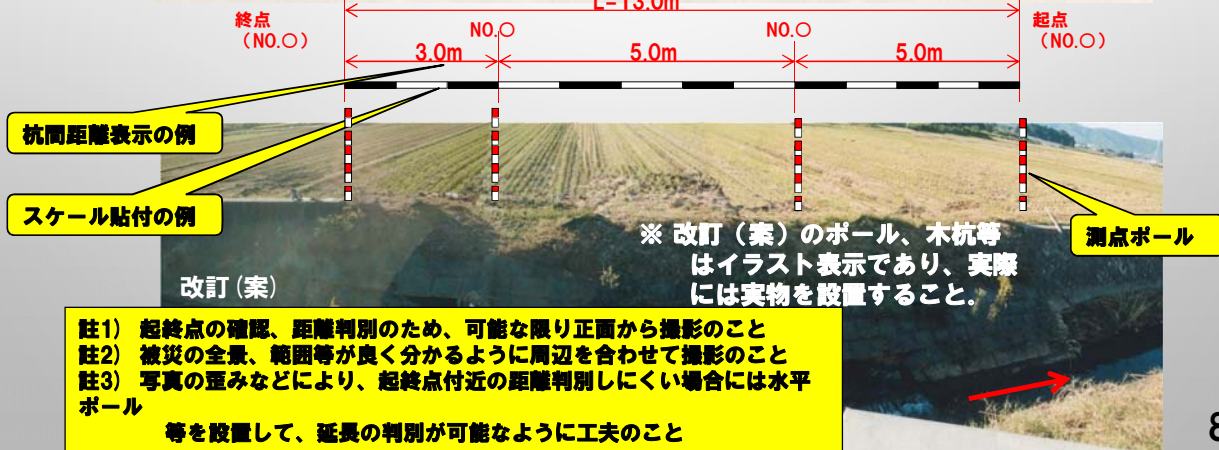 L=13.0m
終点
（NO.○）
NO.○
NO.○
起点
（NO.○）
3.0m
5.0m
5.0m
杭間距離表示の例
スケール貼付の例
測点ポール
※ 改訂（案）のポール、木杭等
はイラスト表示であり、実際
には実物を設置すること。
改訂(案)
註1) 起終点の確認、距離判別のため、可能な限り正面から撮影のこと
註2) 被災の全景、範囲等が良く分かるように周辺を合わせて撮影のこと
註3) 写真の歪みなどにより、起終点付近の距離判別しにくい場合には水平
ポール
等を設置して、延長の判別が可能なように工夫のこと
8